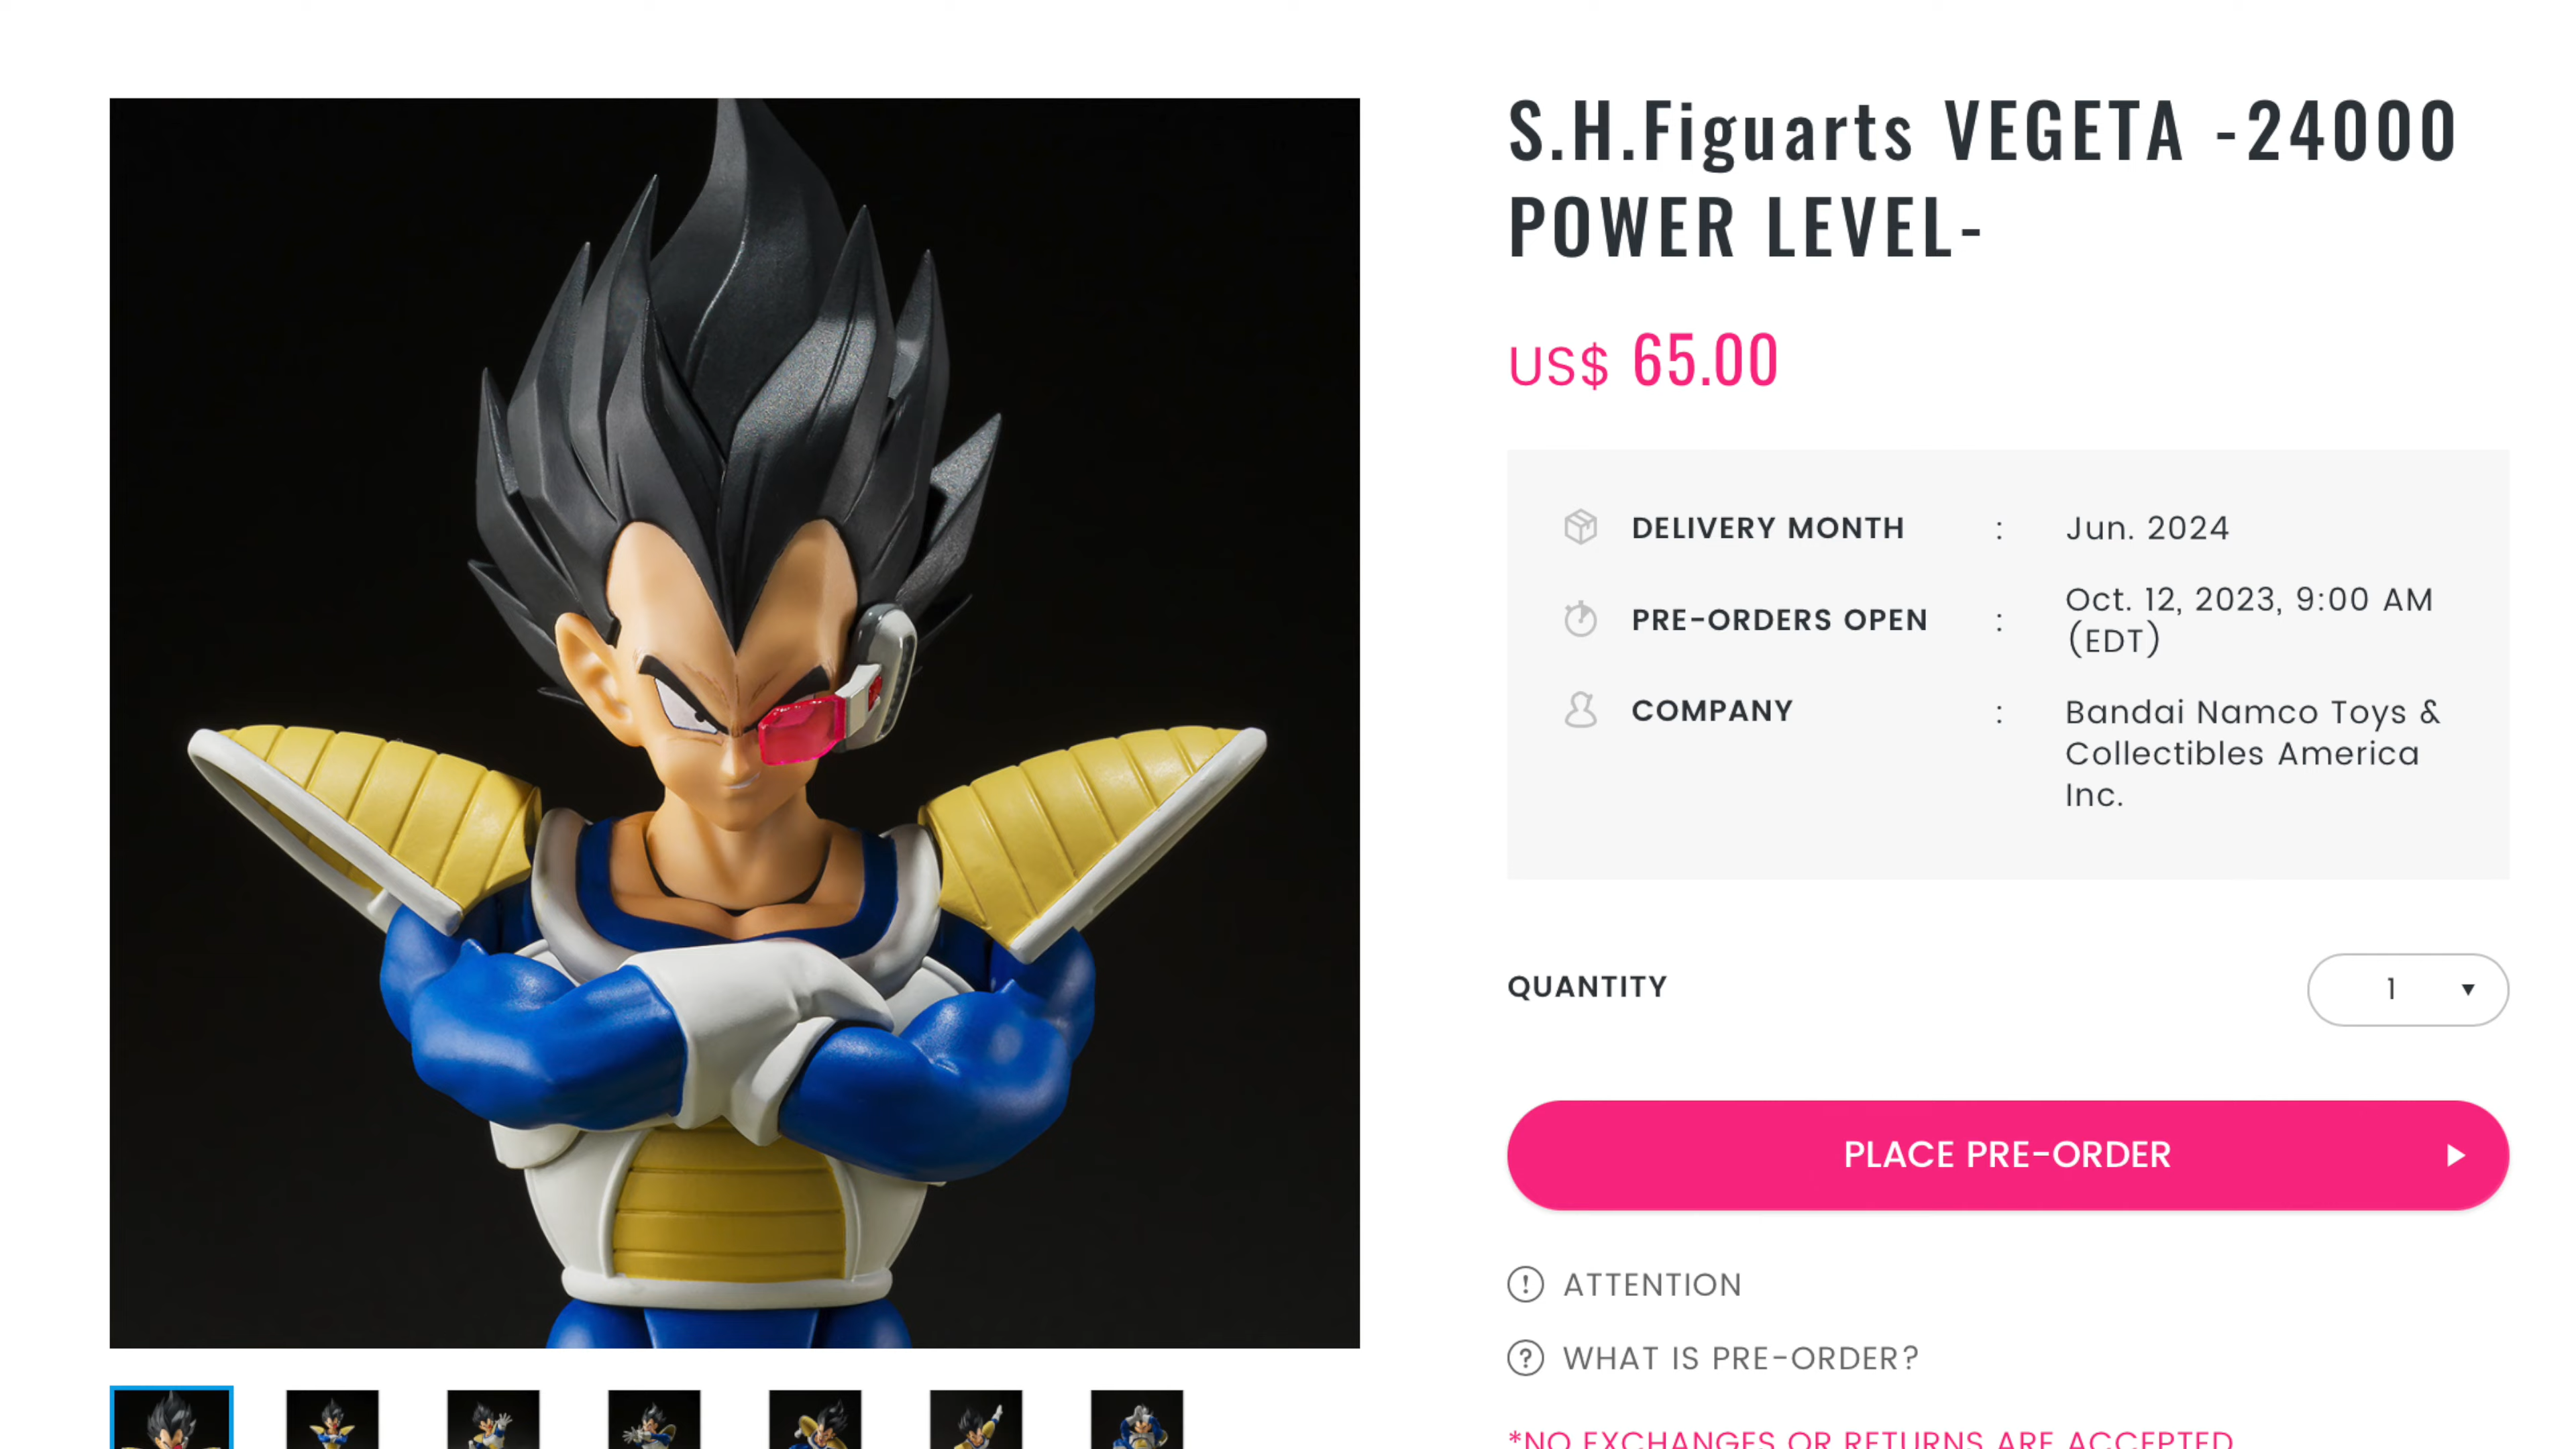 S.H.Figuarts VEGETA -24000
POWER LEVEL-
US$ 65.00
DELIVERY MONTH : Jun. 2024
PRE-ORDERS OPEN : Oct. 12, 2023, 9:00 AM
(EDT)
COMPANY : Bandai Namco Toys &
Collectibles America
Inc.
QUANTITY 1
PLACE PRE-ORDER
ATTENTION
WHAT IS PRE-ORDER?
*NO EXCHANGES OR RETURNS ARE ACCEPTED